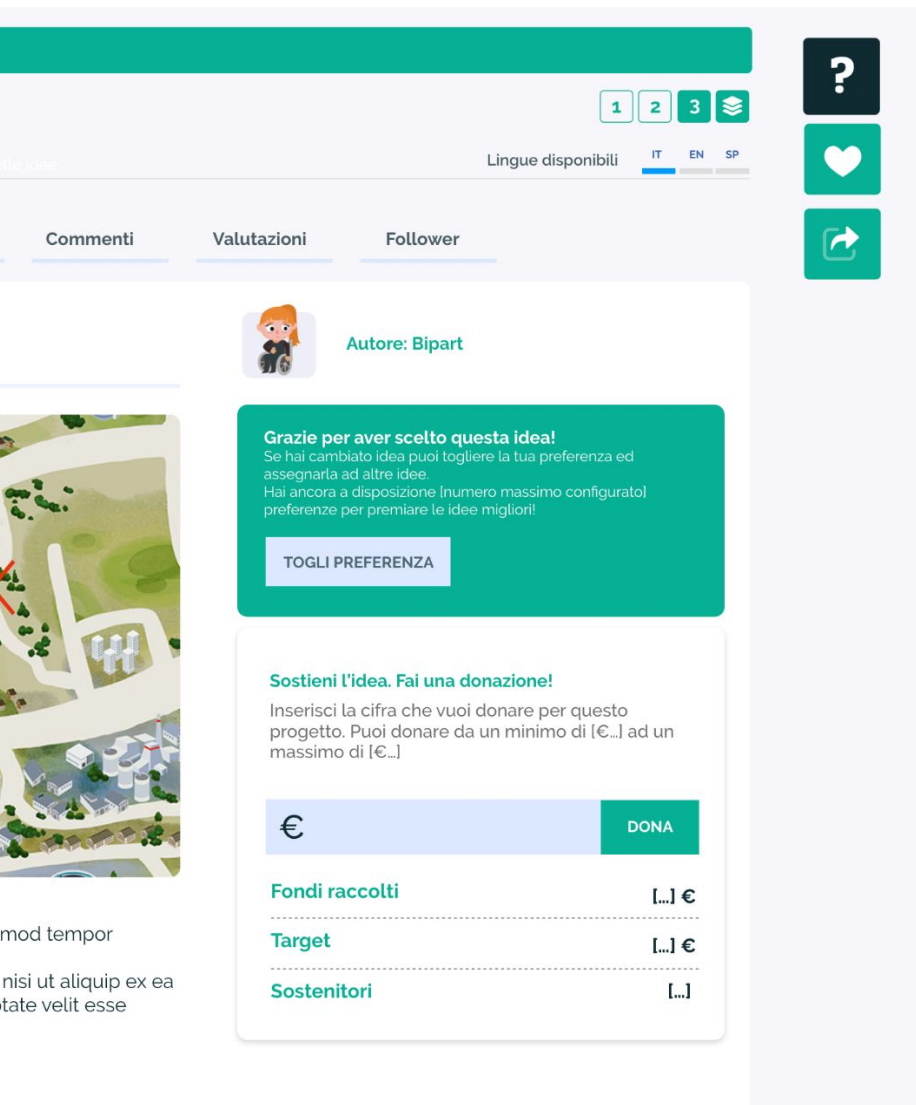 ?
1 2 3
Lingue disponibili IT EN SP
Commenti Valutazioni Follower
Autore: Bipart
Grazie per aver scelto questa idea!
Se hai cambiato idea puoi togliere la tua preferenza ed
assegnarla ad altre idee.
Hai ancora a disposizione [numero massimo configurato]
preferenze per premiare le idee migliori!
TOGLI PREFERENZA
Sostieni l'idea. Fai una donazione!
Inserisci la cifra che vuoi donare per questo
progetto. Puoi donare da un minimo di [€...] ad un
massimo di [€...]
€ DONA
Fondi raccolti [...] €
Target [...] €
Sostenitori [...]
mod tempor
nisi ut aliquip ex ea
velit esse